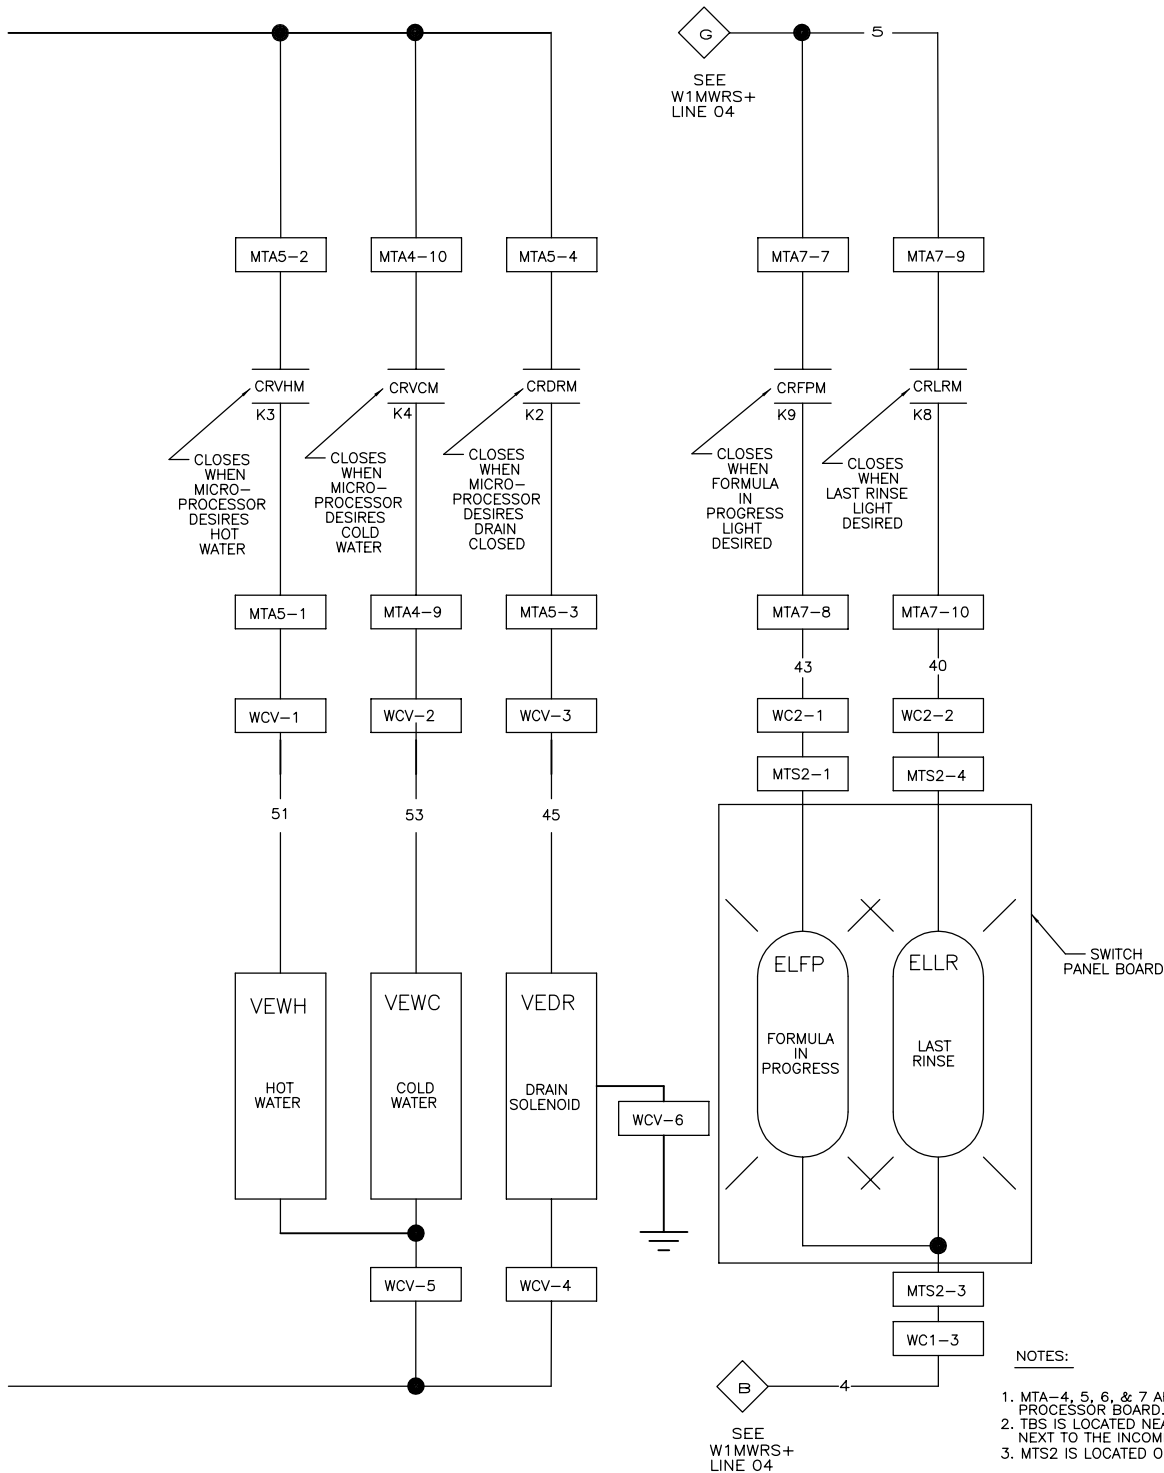 G
5
SEE
W1MWRS+
LINE 04
MTA5-2
MTA4-10
MTA5-4
MTA7-7
MTA7-9
CRVHM
CRVCM
CRDRM
CRFPM
CRLRM
K3
K4
K2
K9
K8
CLOSES
WHEN
MICRO-
PROCESSOR
DESIRES
HOT
WATER
CLOSES
WHEN
MICRO-
PROCESSOR
DESIRES
COLD
WATER
CLOSES
WHEN
MICRO-
PROCESSOR
DESIRES
DRAIN
CLOSED
CLOSES
WHEN
FORMULA
IN
PROGRESS
LIGHT
DESIRED
CLOSES
WHEN
LAST RINSE
LIGHT
DESIRED
MTA5-1
MTA4-9
MTA5-3
MTA7-8
MTA7-10
43
40
WCV-1
WCV-2
WCV-3
WC2-1
WC2-2
MTS2-1
MTS2-4
51
53
45
SWITCH
PANEL BOARD
VEWH
HOT
WATER
VEWC
COLD
WATER
VEDR
DRAIN
SOLENOID
ELFP
FORMULA
IN
PROGRESS
ELLR
LAST
RINSE
WCV-6
WCV-5
WCV-4
MTS2-3
WC1-3
B
4
SEE
W1MWRS+
LINE 04
NOTES:
1. MTA-4, 5, 6, & 7
PROCESSOR BOARD.
2. TBS IS LOCATED
NEXT TO THE
3. MTS2 IS LOCATED